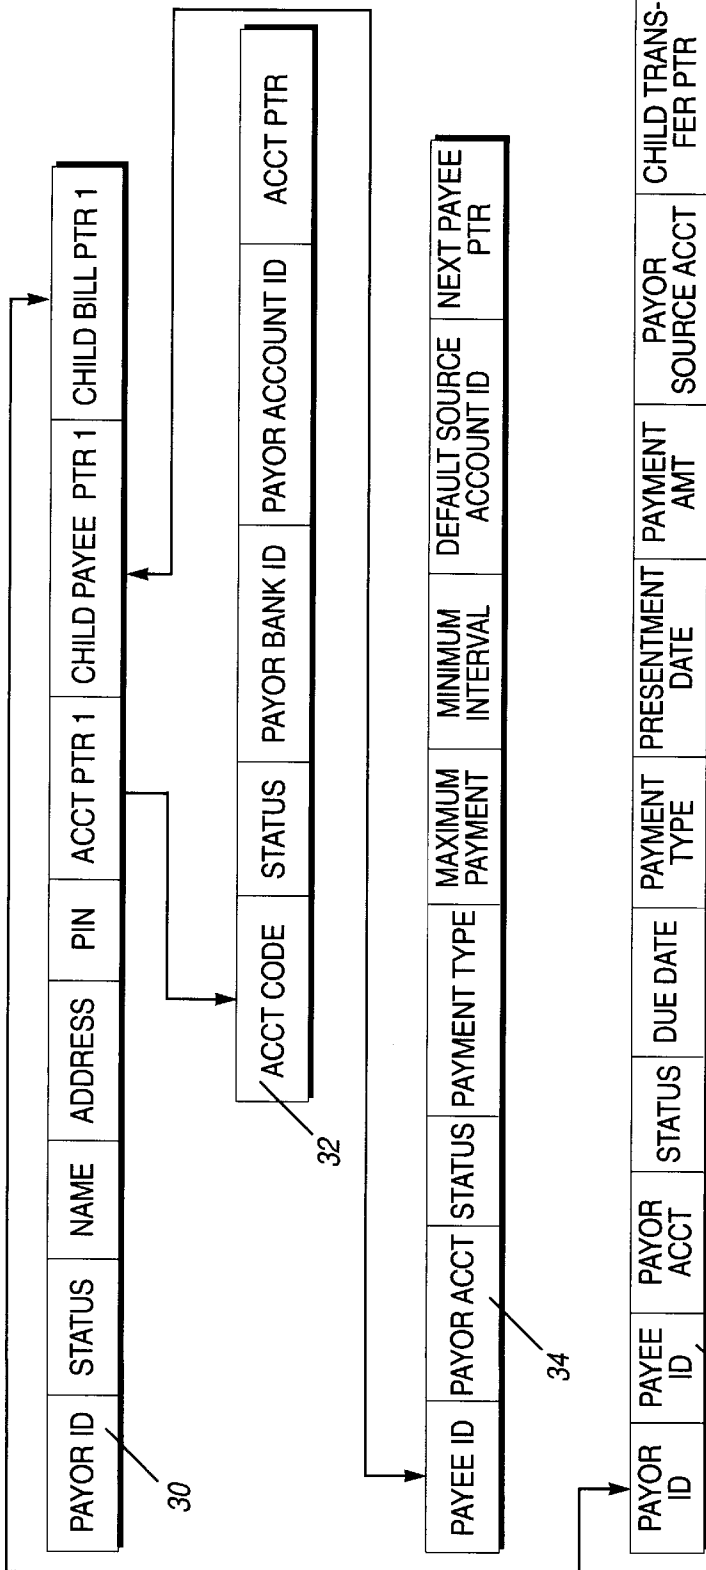 PAYOR ID
STATUS
NAME
ADDRESS
PIN
ACCT PTR 1
CHILD PAYEE PTR 1
CHILD BILL PTR 1
30
ACCT CODE
STATUS
PAYOR BANK ID
PAYOR ACCOUNT ID
ACCT PTR
32
PAYEE ID
PAYOR ACCT
STATUS
PAYMENT TYPE
MAXIMUM
PAYMENT
MINIMUM
INTERVAL
DEFAULT SOURCE
ACCOUNT ID
NEXT PAYEE
PTR
34
PAYOR
ID
PAYEE
ID
PAYOR
ACCT
STATUS
DUE DATE
PAYMENT
TYPE
PRESENTMENT
DATE
PAYMENT
AMT
PAYOR
SOURCE ACCT
CHILD TRANS-
FER PTR